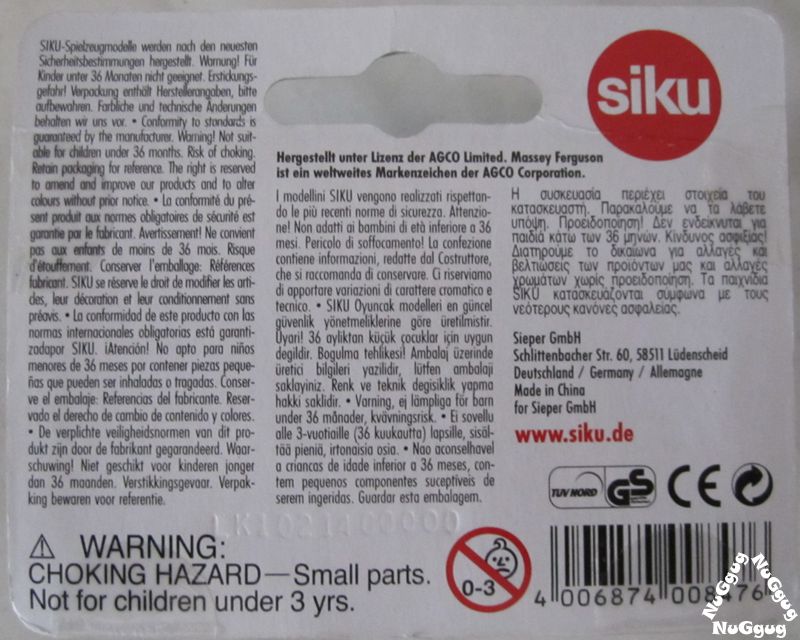 SIKU-Spielzeugmodelle werden nach den neuesten
Sicherheitsbestimmungen hergestellt. Warnung! Für
Kinder unter 36 Monaten nicht geeignet. Erstickungs-
gefahr! Verpackung enthält Herstellerangaben, bitte
aufbewahren. Farbliche und technische Änderungen
behalten wir uns vor. • Conformity to standards is
guaranteed by the manufacturer. Warning! Not suit-
able for children under 36 months. Risk of choking.
Retain packaging for reference. The right is reserved
to amend and improve our products and to alter
colours without prior notice. • La conformité du pré-
sent produit aux normes obligatoires de sécurité est
garantie par le fabricant. Avertissement! Ne convient
pas aux enfants de moins de 36 mois. Risque
d'étouffement. Conserver l'emballage: Références
fabricant. SIKU se réserve le droit de modifier les arti-
cles, leur décoration et leur conditionnement sans
préavis. • La conformidad de este producto con las
normas internacionales obligatorias está garanti-
zadapor SIKU. ¡Atención! No apto para niños
menores de 36 meses por contener piezas peque-
ñas que pueden ser inhaladas o tragadas. Conser-
ve el embalaje: Referencias del fabricante. Reser-
vado el derecho de cambio de contenido y colores.
• De verplichte veiligheidsnormen van dit pro-
dukt zijn door de fabrikant gegarandeerd. Waar-
schuwing! Niet geschikt voor kinderen jonger
dan 36 maanden. Verstikkingsgevaar. Verpak-
king bewaren voor referentie.
siku
Hergestellt unter Lizenz der AGCO Limited. Massey Ferguson
ist ein weltweites Markenzeichen der AGCO Corporation.
I modellini SIKU vengono realizzati rispettan-
do le più recenti norme di sicurezza. Attenzio-
ne! Non adatti ai bambini di età inferiore a 36
mesi. Pericolo di soffocamento! La confezione
contiene informazioni, redatte dal Costruttore,
che si raccomanda di conservare. Ci riserviamo
di apportare variazioni di carattere cromatico e
tecnico. • SIKU Oyuncak modelleri en güncel
güvenlik yönetmeliklerine göre üretilmistir.
Uyari! 36 ayliktan küçük çocuklar için uygun
degildir. Bogulma tehlikesi! Ambalaj üzerinde
üretici bilgileri yazilidir, lütfen ambalaji
saklayiniz. Renk ve teknik degisiklik yapma
hakki saklidir. • Varning, ej lämpliga för barn
under 36 månader, kvävningsrisk. • Ei sovellu
alle 3-vuotiaille (36 kuukautta) lapsille, sisäl-
tää pieniä, irtonaisia osia. • Nao aconselhavel
a criancas de idade inferior a 36 meses, con-
tem pequenos componentes suceptiveis de
serem ingeridas. Guardar esta embalagem.
Η συσκευασία περιέχει στοιχεία του
κατασκευαστή. Παρακαλούμε να τα λάβετε
υπόψη. Προειδοποίηση! Δεν ενδείκνυται για
παιδιά κάτω των 36 μηνών. Κίνδυνος ασφιξίας!
Διατηρούμε το δικαίωμα για αλλαγές και
βελτιώσεις των προϊόντων μας και αλλαγές
χρωμάτων χωρίς προειδοποίηση. Τα παιχνίδια
SIKU κατασκευάζονται σύμφωνα με τους
νεότερους κανόνες ασφαλείας.
Sieper GmbH
Schlittenbacher Str. 60, 58511 Lüdenscheid
Deutschland / Germany / Allemagne
Made in China
for Sieper GmbH
www.siku.de
TUV NORD GS CE
LK1021400000
⚠ WARNING:
CHOKING HAZARD—Small parts.
Not for children under 3 yrs.
0-3
4 006874 008476
NuGgug NuGgug
NuGgug